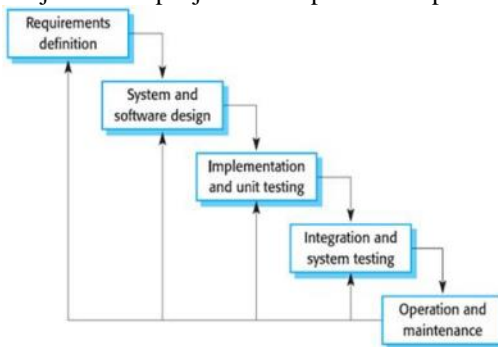 Requirements
definition
System and
software design
Implementation
and unit testing
Integration and
system testing
Operation and
maintenance